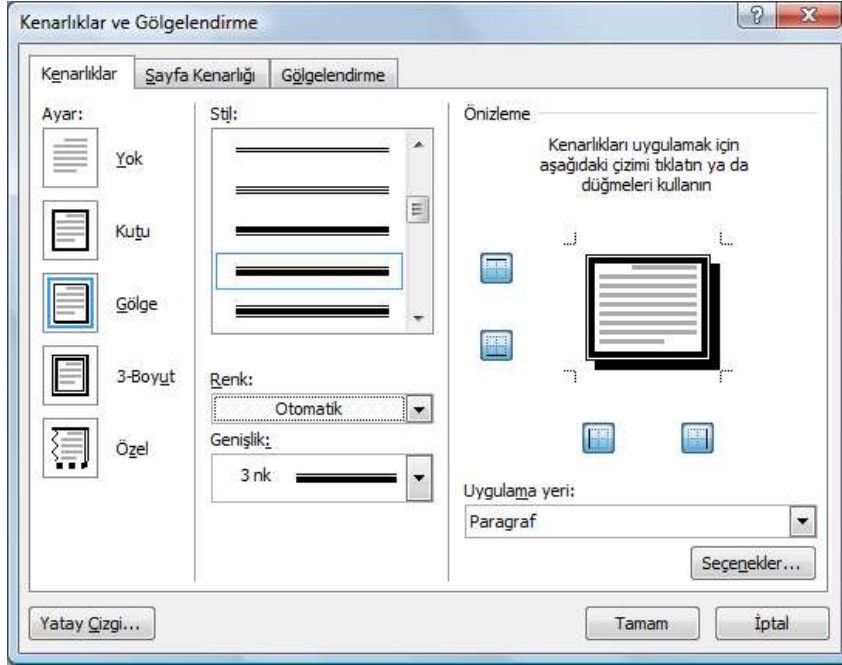 Kenarlıklar ve Gölgelendirme
Kenarlıklar
Sayfa Kenarlığı
Gölgelendirme
Ayar:
Yok
Kutu
Gölge
3-Boyut
Özel
Stil:
Renk:
Otomatik
Genişlik:
3 nk
Önizleme
Kenarlıkları uygulamak için
aşağıdaki çizimi tıklatın ya da
düğmeleri kullanın
Uygulama yeri:
Paragraf
Seçenekler...
Yatay Çizgi...
Tamam
İptal